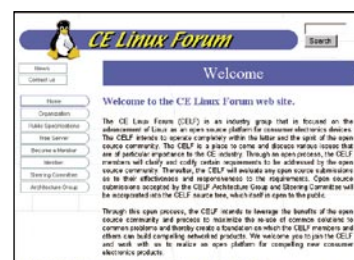 CE Linux Forum
Search
News
Contact us
Welcome
Home
Organization
Public Specifications
Web Server
Become a Member
Member
Steering Committee
Architecture Group
Welcome to the CE Linux Forum web site.
The CE Linux Forum (CELF) is an industry group that is focused on the
advancement of Linux as an open source platform for consumer electronics devices.
The CELF intends to operate completely within the letter and the spirit of the open
source community. The CELF is a place to come and discuss various issues that
are of particular importance to the CE industry. Through an open process, the CELF
members will clarify and codify certain requirements to be addressed by the open
source community. Thereafter, the CELF will evaluate any open source submissions
as to their effectiveness and responsiveness to the requirements. Open source
submissions accepted by the CELF Architecture Group and Steering Committee will
be incorporated into the CELF source tree, which itself is open to the public.
Through this open process, the CELF intends to leverage the benefits of the open
source community and process to maximize the re-use of common solutions to
common problems and thereby create a foundation on which the CELF members and
others can build compelling networked products. We welcome you to join the CELF
and work with us to realize an open platform for compelling new consumer
electronics products.